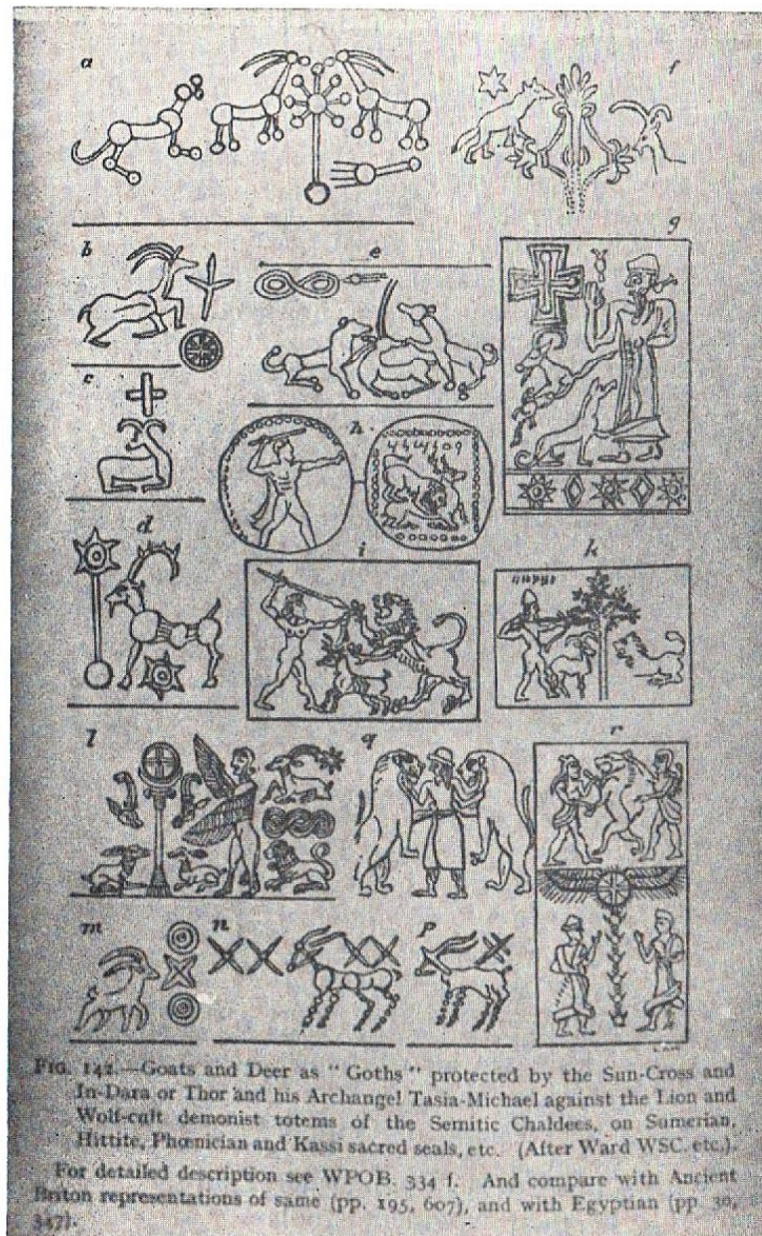 a
f
b
e
g
c
h
d
i
k
l
q
r
m
n
p
FIG. 142.—Goats and Deer as "Goths" protected by the Sun-Cross and
In-Dara or Thor and his Archangel Tasia-Michael against the Lion and
Wolf-cult demonist totems of the Semitic Chaldees, on Sumerian,
Hittite, Phœnician and Kassi sacred seals, etc. (After Ward WSC. etc.).
For detailed description see WPOB. 334 f. And compare with Ancient
Briton representations of same (pp. 195, 607), and with Egyptian (pp 30,
347).